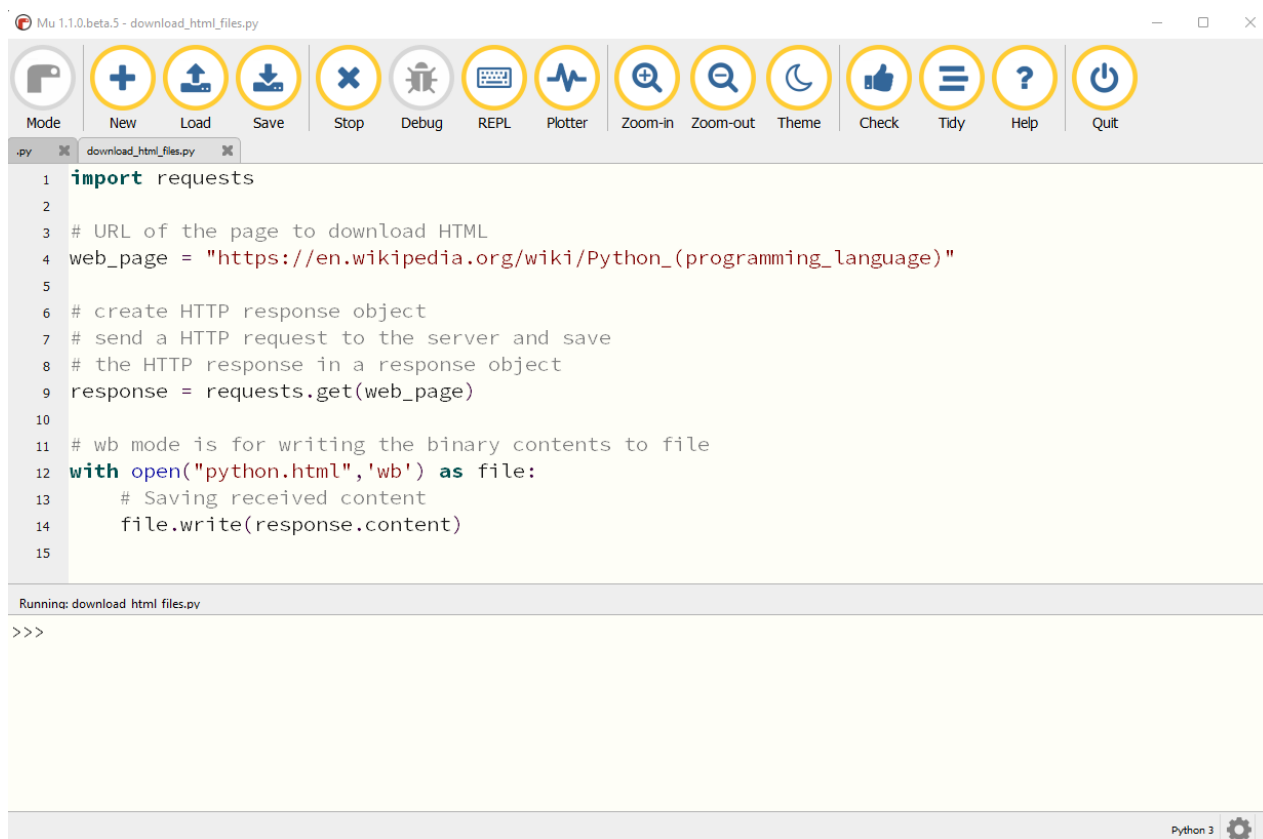 Mu 1.1.0.beta.5 - download_html_files.py
Mode New Load Save Stop Debug REPL Plotter Zoom-in Zoom-out Theme Check Tidy Help Quit
.py download_html_files.py
1 import requests
2
3 # URL of the page to download HTML
4 web_page = "https://en.wikipedia.org/wiki/Python_(programming_language)"
5
6 # create HTTP response object
7 # send a HTTP request to the server and save
8 # the HTTP response in a response object
9 response = requests.get(web_page)
10
11 # wb mode is for writing the binary contents to file
12 with open("python.html",'wb') as file:
13     # Saving received content
14     file.write(response.content)
15
Running: download_html_files.py
>>>
Python 3